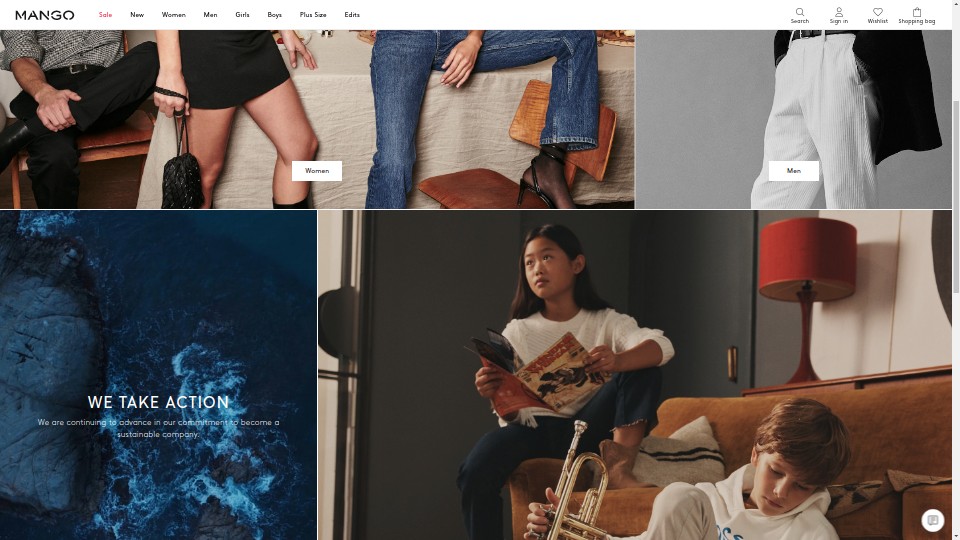 MANGO
Sale New Women Men Girls Boys Plus Size Edits
Search Sign in Wishlist Shopping bag
Women
Men
WE TAKE ACTION
We are continuing to advance in our commitment to become a
sustainable company.